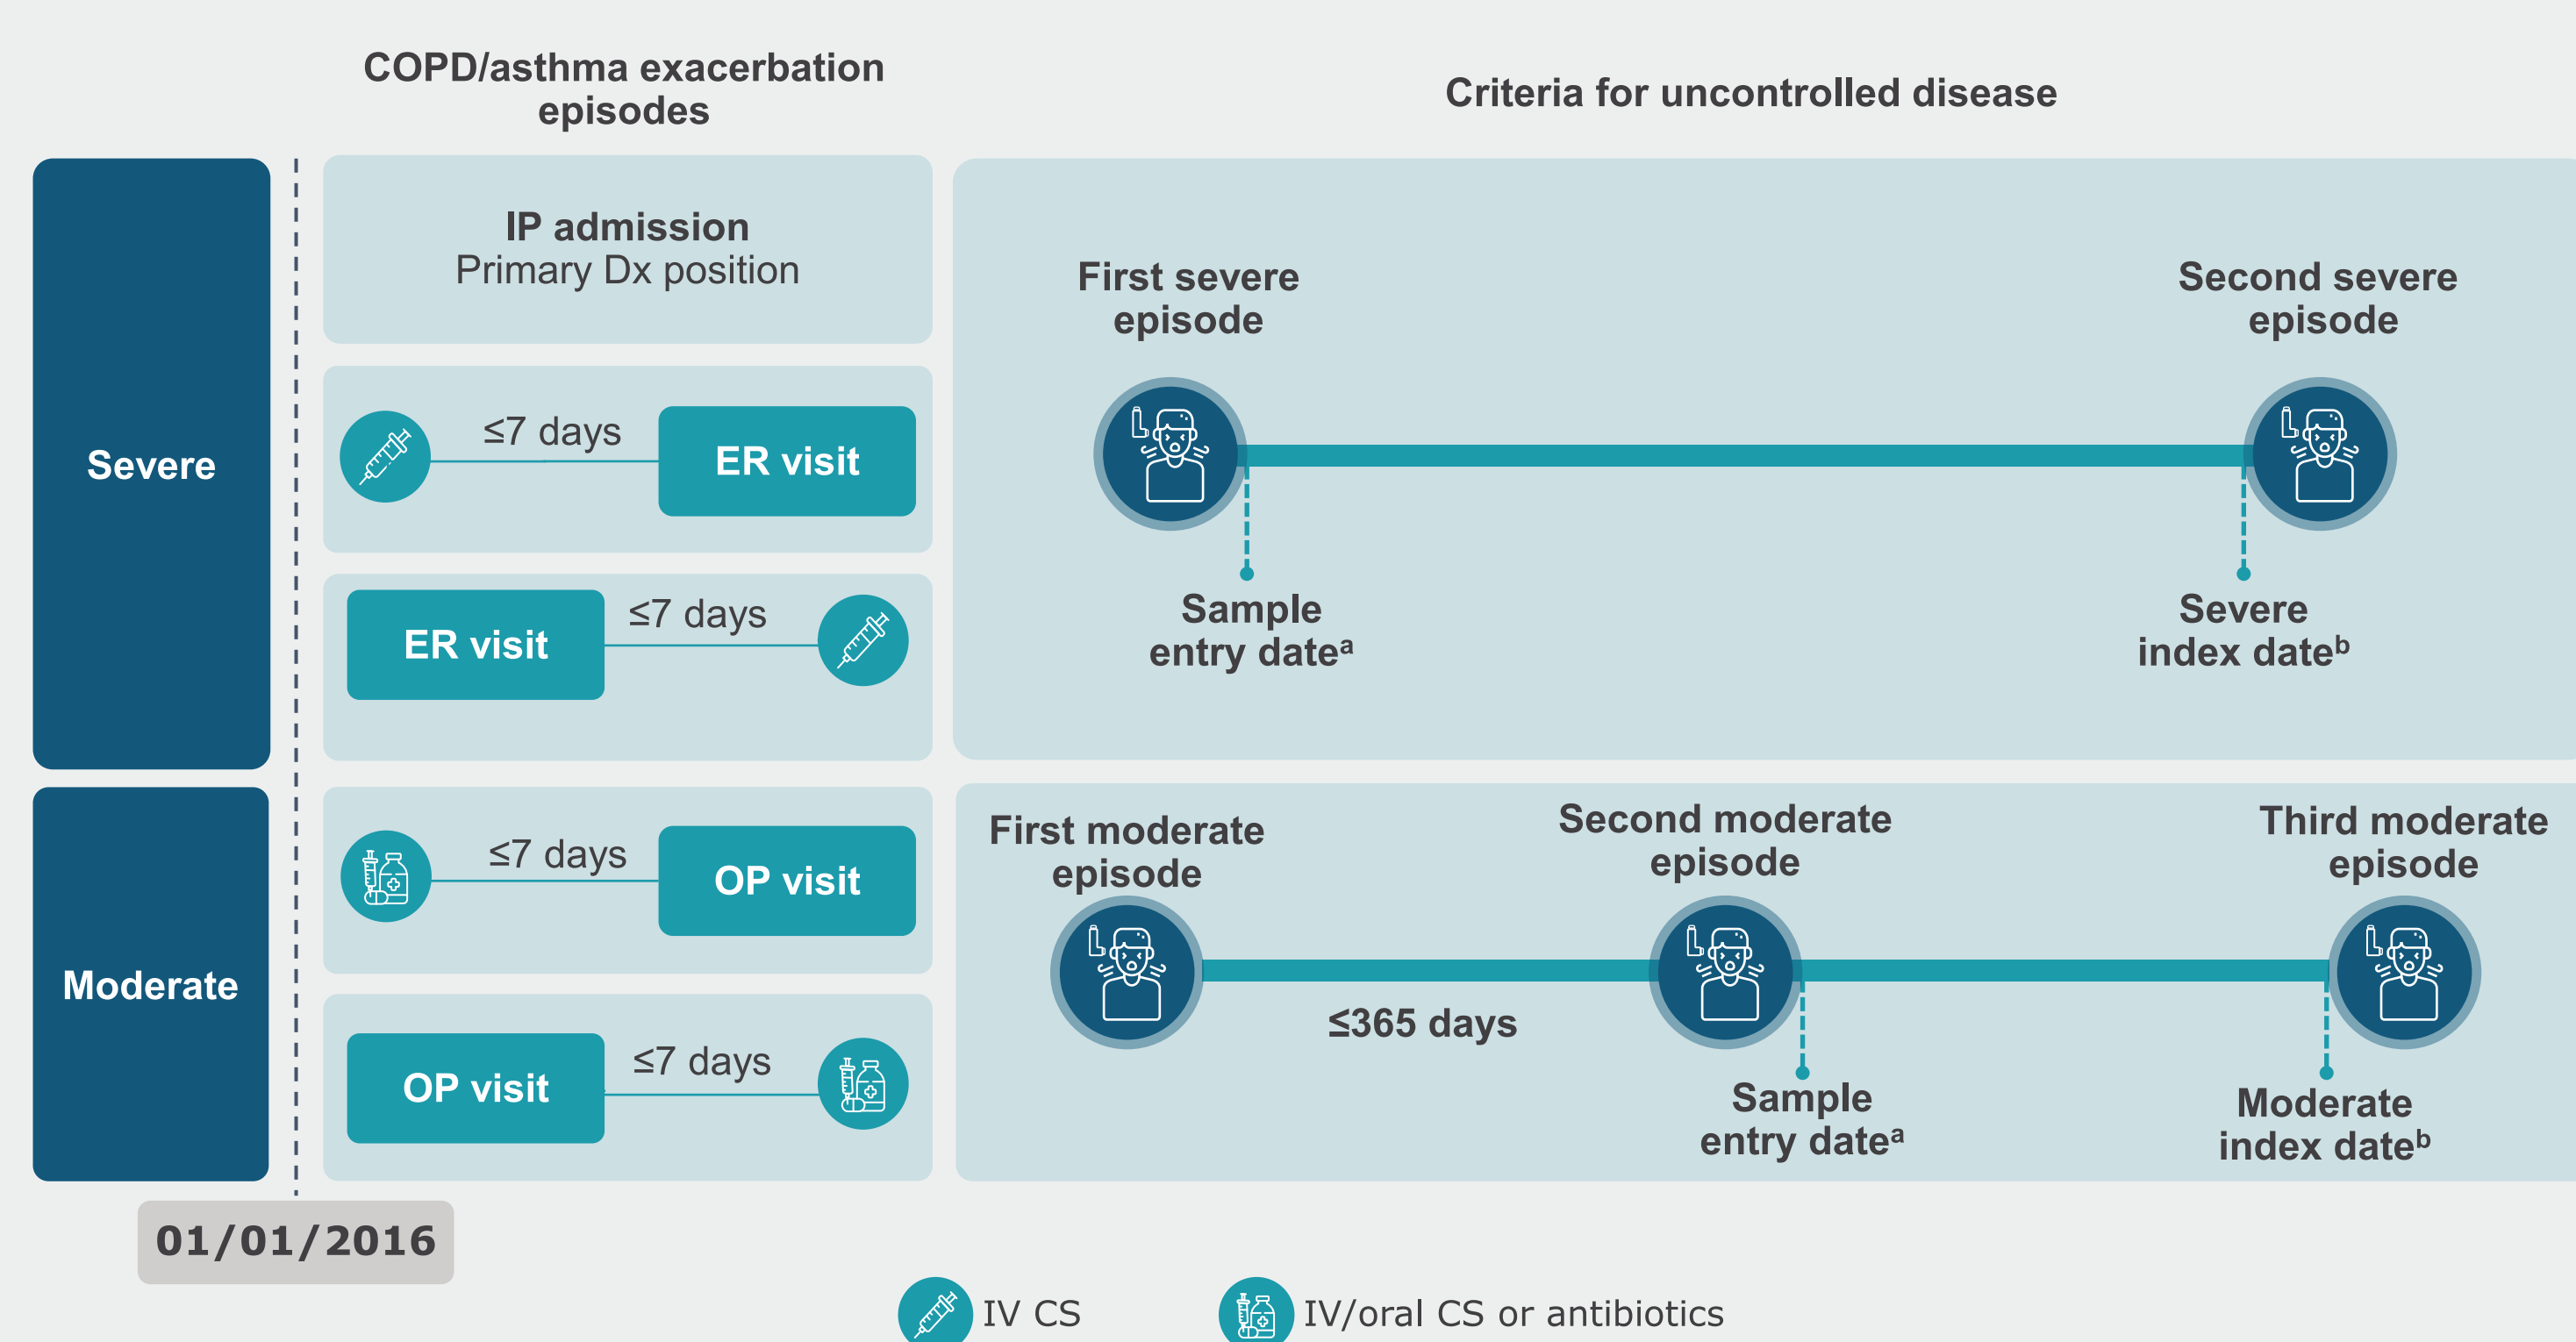 COPD/asthma exacerbation
episodes
Criteria for uncontrolled disease
Severe
IP admission
Primary Dx position
≤7 days
ER visit
ER visit
≤7 days
First severe
episode
Second severe
episode
Sample
entry dateᵃ
Severe
index dateᵇ
Moderate
≤7 days
OP visit
OP visit
≤7 days
First moderate
episode
Second moderate
episode
Third moderate
episode
≤365 days
Sample
entry dateᵃ
Moderate
index dateᵇ
01/01/2016
IV CS
IV/oral CS or antibiotics